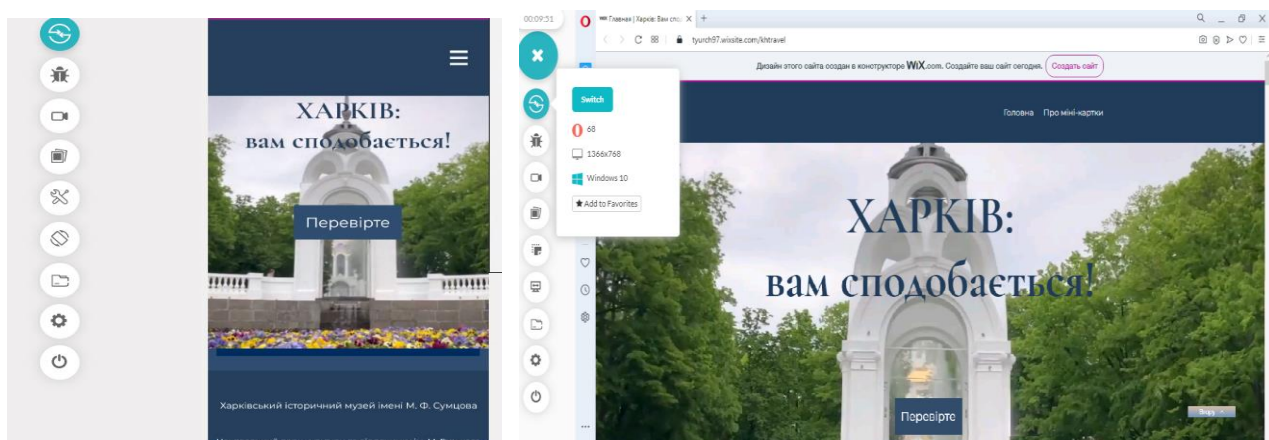 ХАРКІВ:
вам сподобається!
Перевірте
Харківський історичний музей імені М. Ф. Сумцова
00:09:51
Главная | Харків: Вам спо
tyurch97.wixsite.com/khtravel
Дизайн этого сайта создан в конструкторе WiX.com. Создайте ваш сайт сегодня.
Создать сайт
Switch
68
1366x768
Windows 10
Add to Favorites
Головна Про міні-картки
ХАРКІВ:
вам сподобається!
Перевірте